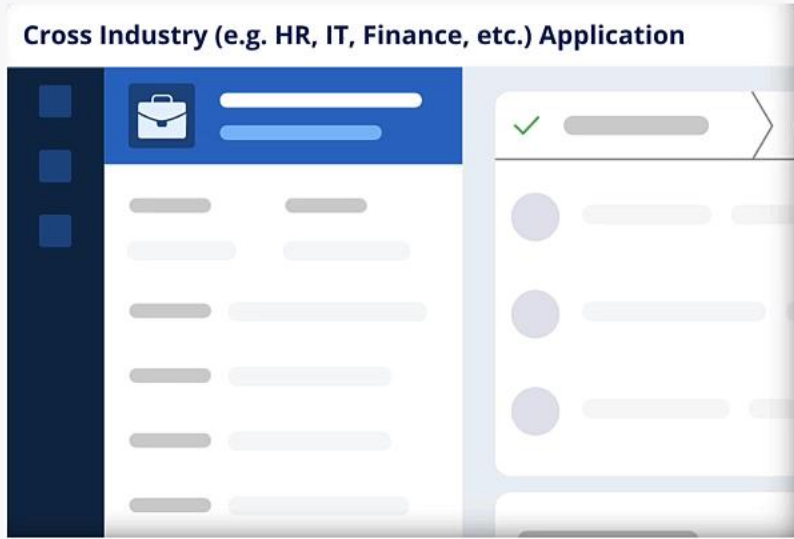 Cross Industry (e.g. HR, IT, Finance, etc.) Application